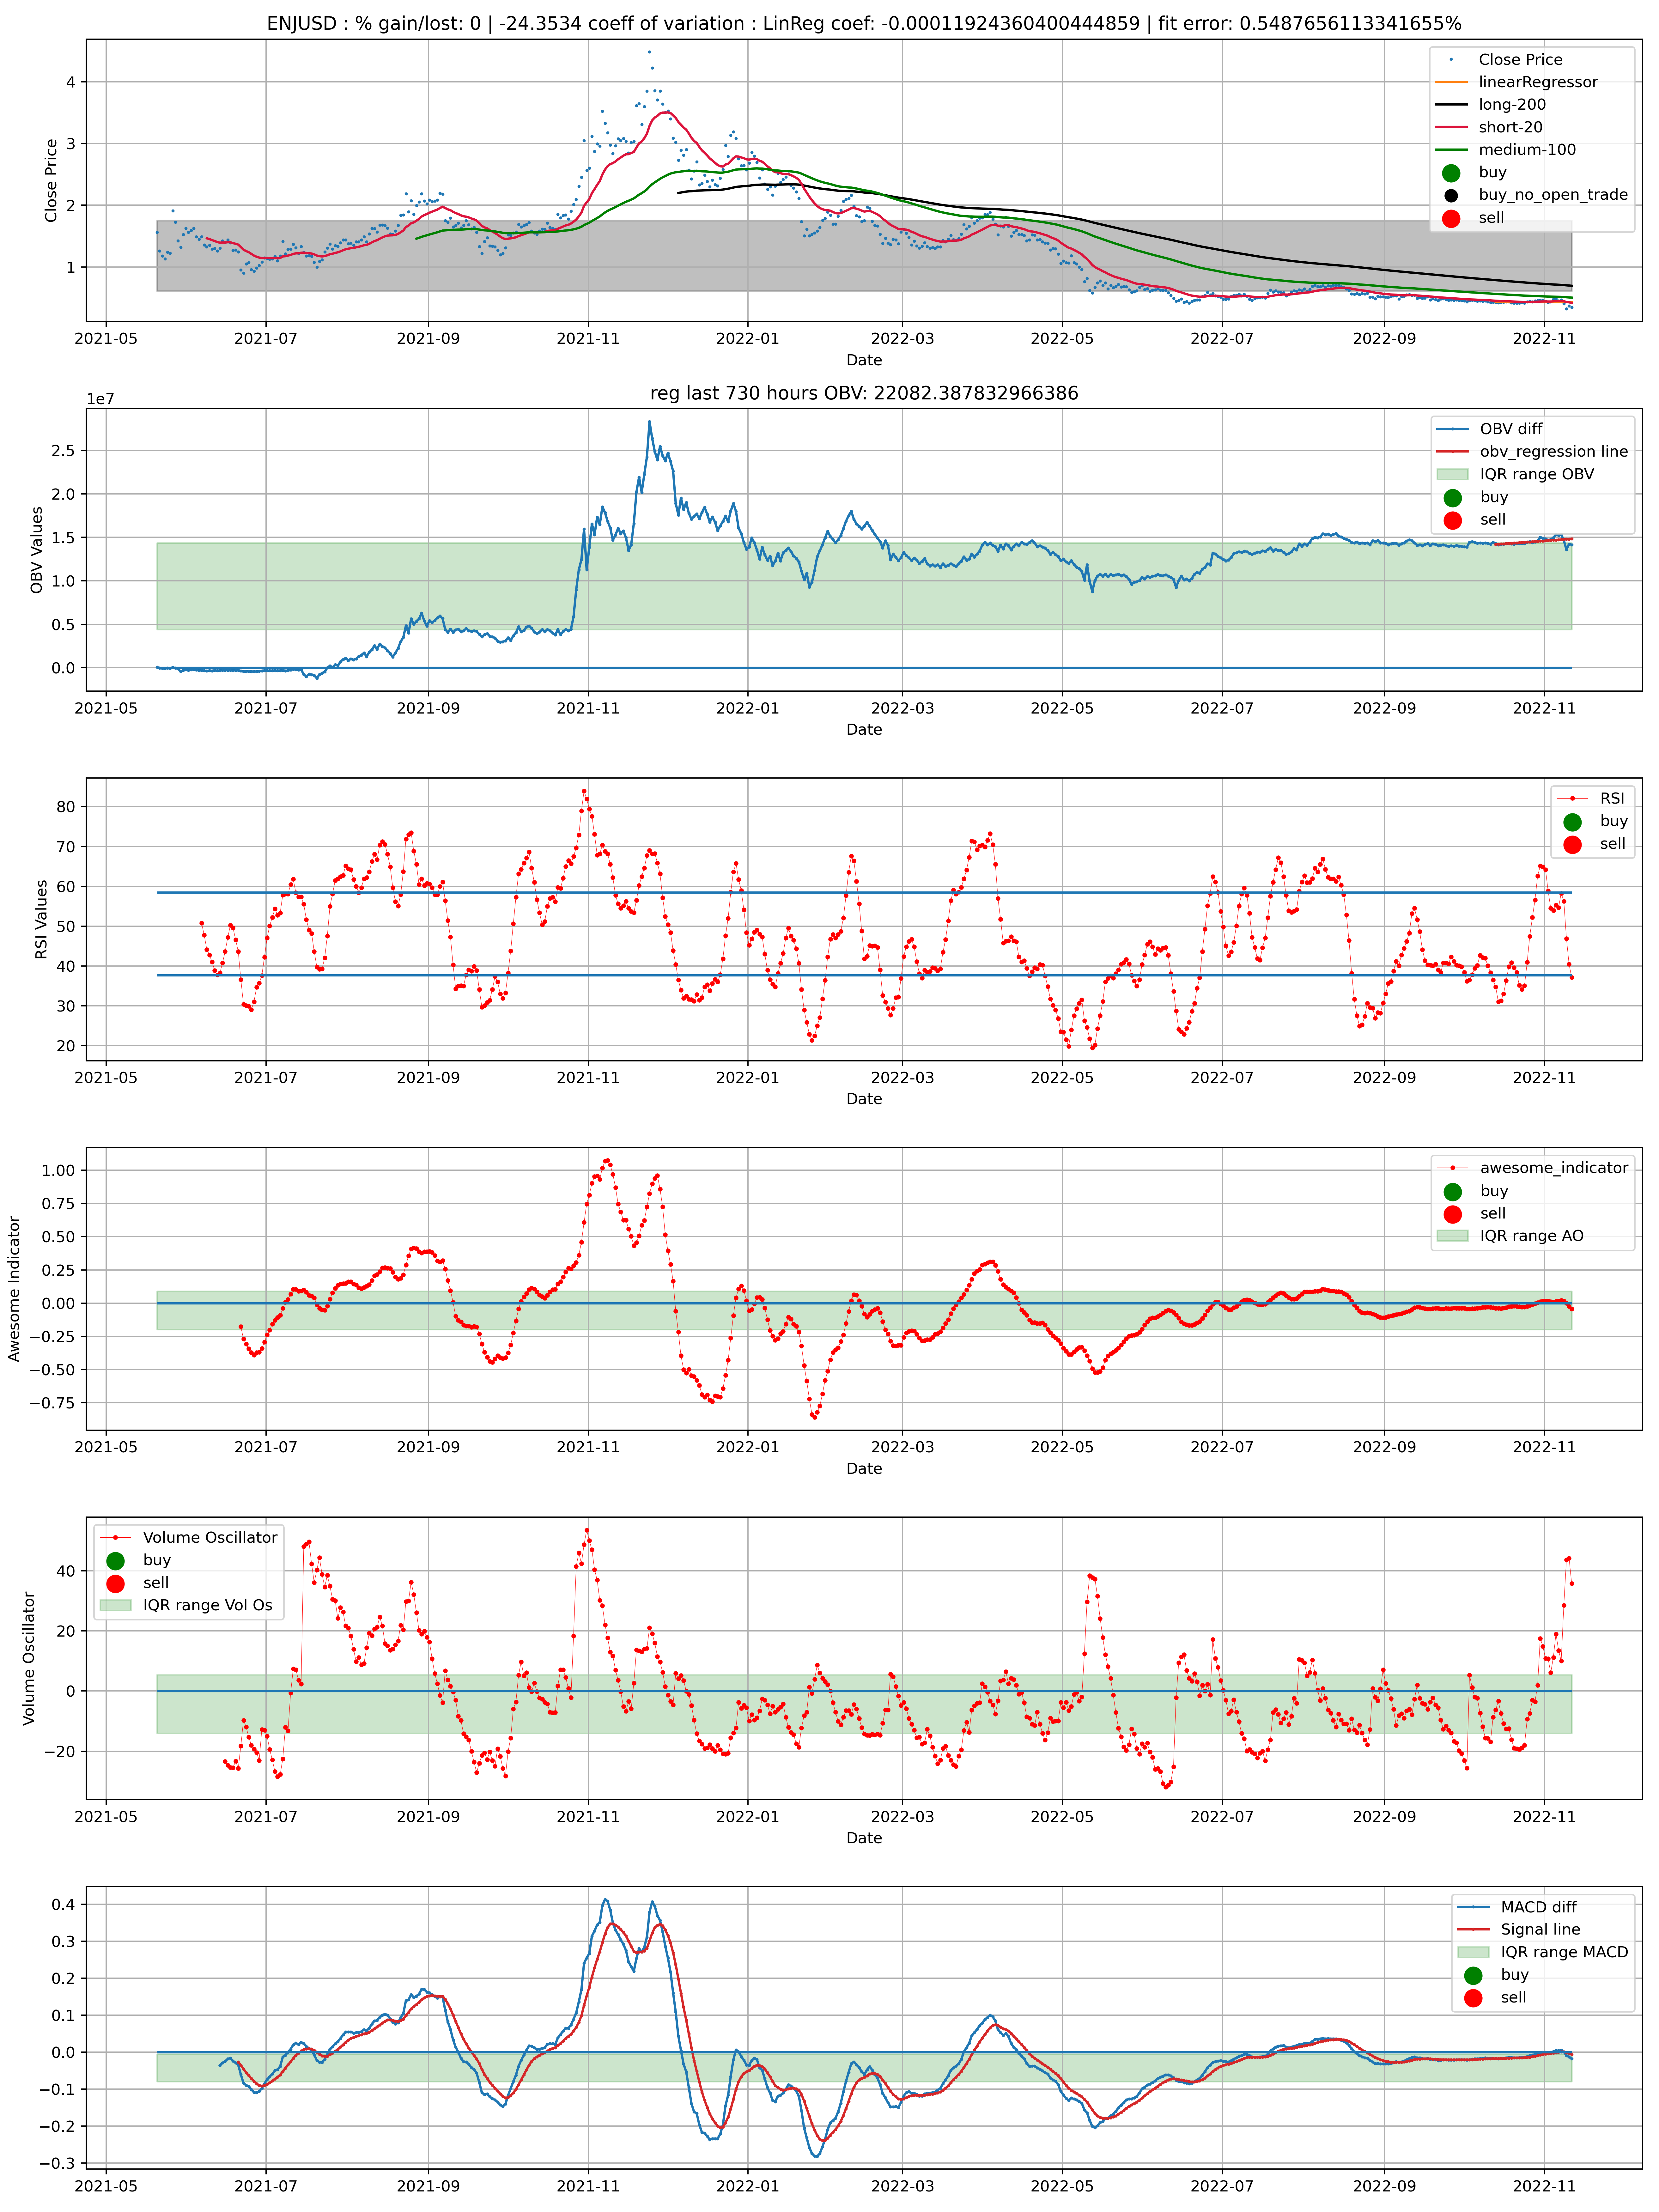 ENJUSD : % gain/lost: 0 | -24.3534 coeff of variation : LinReg coef: -0.00011924360400444859 | fit error: 0.5487656113341655%
Close Price
4
3
2
1
Close Price
linearRegressor
long-200
short-20
medium-100
buy
buy_no_open_trade
sell
2021-05 2021-07 2021-09 2021-11 2022-01 2022-03 2022-05 2022-07 2022-09 2022-11
Date
reg last 730 hours OBV: 22082.387832966386
1e7
OBV Values
2.5
2.0
1.5
1.0
0.5
0.0
OBV diff
obv_regression line
IQR range OBV
buy
sell
2021-05 2021-07 2021-09 2021-11 2022-01 2022-03 2022-05 2022-07 2022-09 2022-11
Date
RSI Values
80
70
60
50
40
30
20
RSI
buy
sell
2021-05 2021-07 2021-09 2021-11 2022-01 2022-03 2022-05 2022-07 2022-09 2022-11
Date
Awesome Indicator
1.00
0.75
0.50
0.25
0.00
−0.25
−0.50
−0.75
awesome_indicator
buy
sell
IQR range AO
2021-05 2021-07 2021-09 2021-11 2022-01 2022-03 2022-05 2022-07 2022-09 2022-11
Date
Volume Oscillator
40
20
0
−20
Volume Oscillator
buy
sell
IQR range Vol Os
2021-05 2021-07 2021-09 2021-11 2022-01 2022-03 2022-05 2022-07 2022-09 2022-11
Date
0.4
0.3
0.2
0.1
0.0
−0.1
−0.2
−0.3
MACD diff
Signal line
IQR range MACD
buy
sell
2021-05 2021-07 2021-09 2021-11 2022-01 2022-03 2022-05 2022-07 2022-09 2022-11